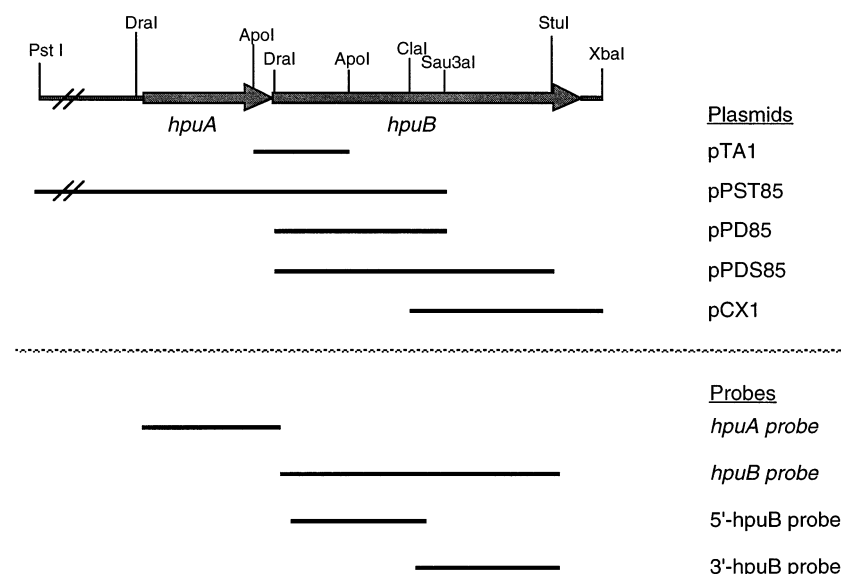 DraI
StuI
ApoI
Pst I
DraI
ApoI
ClaI
Sau3aI
XbaI
hpuA
hpuB
Plasmids
pTA1
pPST85
pPD85
pPDS85
pCX1
Probes
hpuA probe
hpuB probe
5'-hpuB probe
3'-hpuB probe